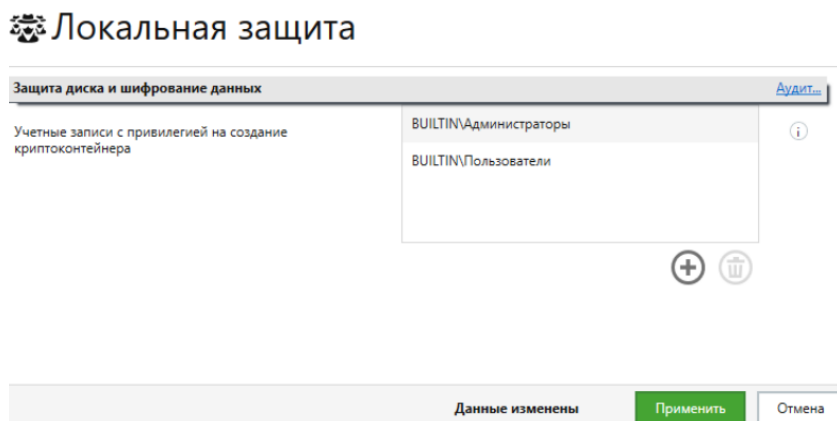 Локальная защита
Защита диска и шифрование данных Аудит...
Учетные записи с привилегией на создание
криптоконтейнера
BUILTIN\Администраторы
BUILTIN\Пользователи
Данные изменены Применить Отмена